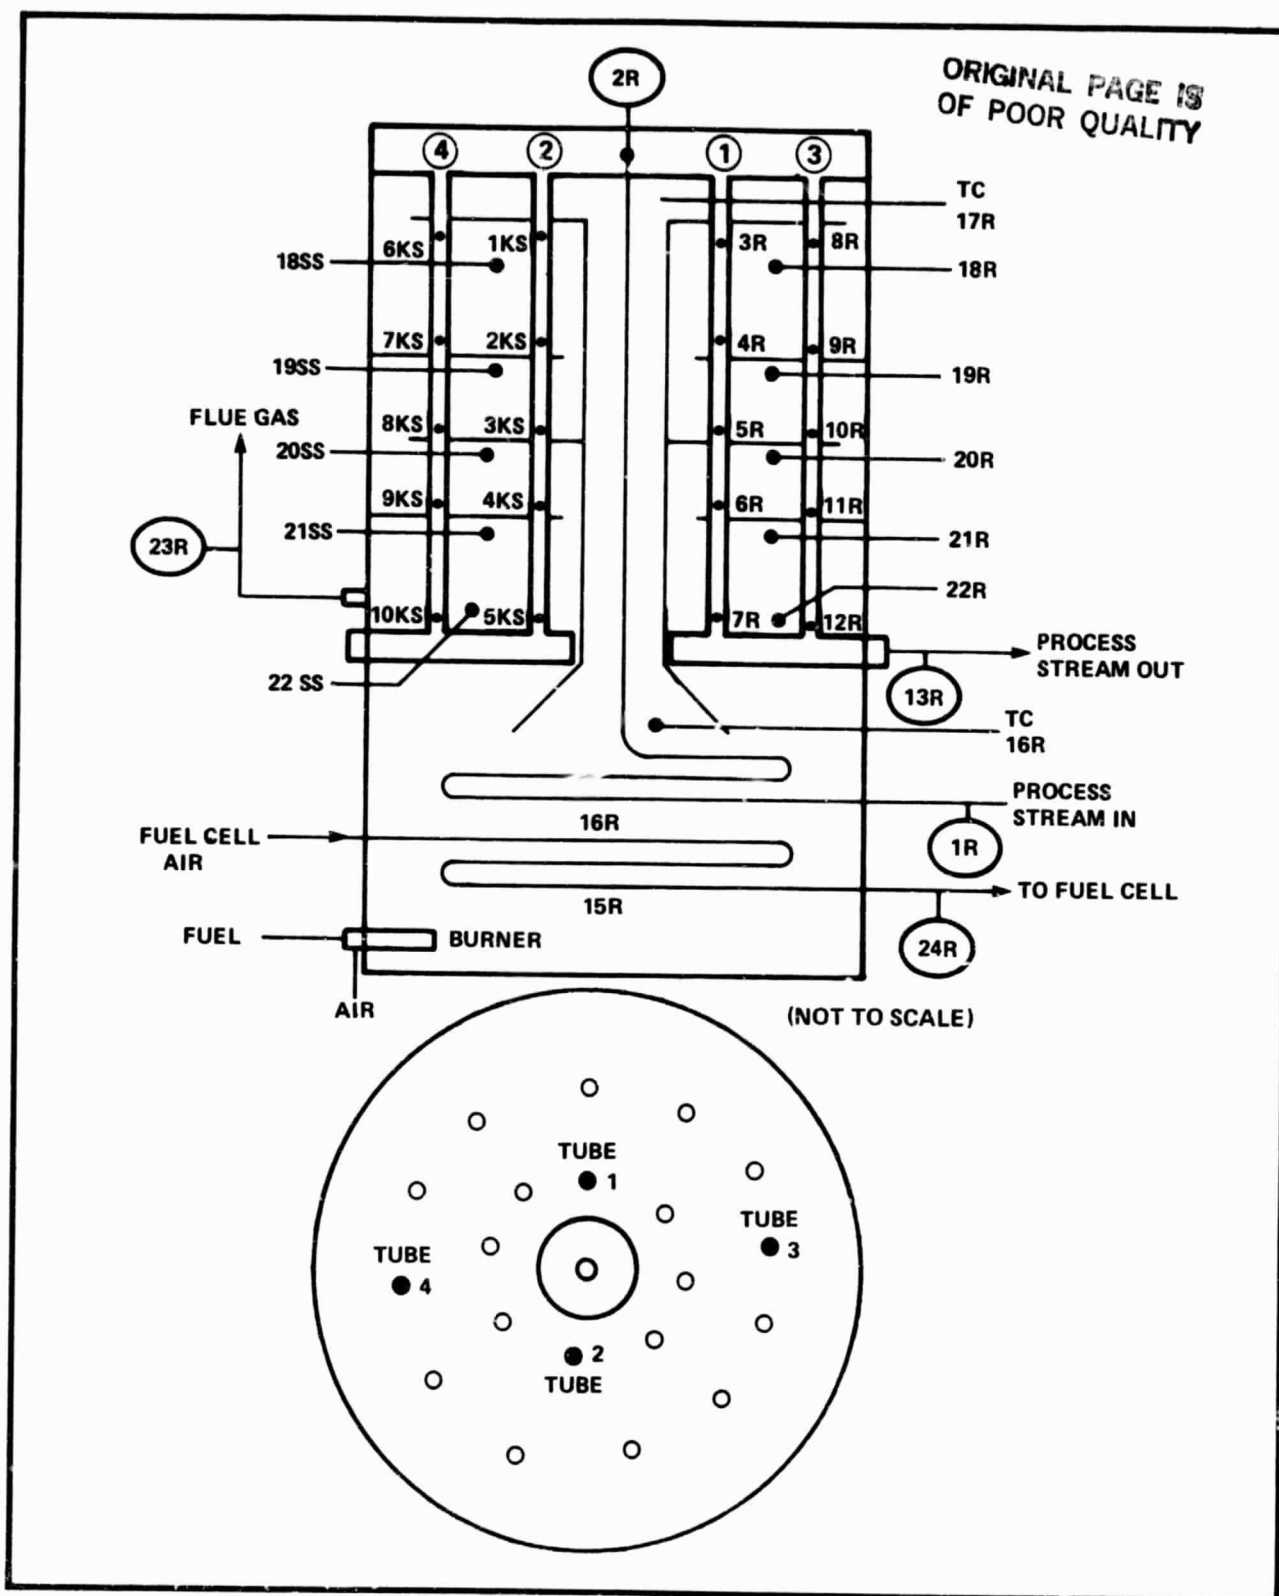 ORIGINAL PAGE IS
OF POOR QUALITY
2R
4
2
1
3
TC
17R
6KS
1KS
3R
8R
18SS
18R
7KS
2KS
4R
9R
19SS
19R
FLUE GAS
8KS
3KS
5R
10R
20SS
20R
9KS
4KS
6R
11R
23R
21SS
21R
22R
10KS
5KS
7R
12R
PROCESS
STREAM OUT
22 SS
13R
TC
16R
PROCESS
STREAM IN
16R
FUEL CELL
AIR
1R
TO FUEL CELL
15R
FUEL
BURNER
24R
AIR
(NOT TO SCALE)
TUBE
1
TUBE
3
TUBE
4
2
TUBE